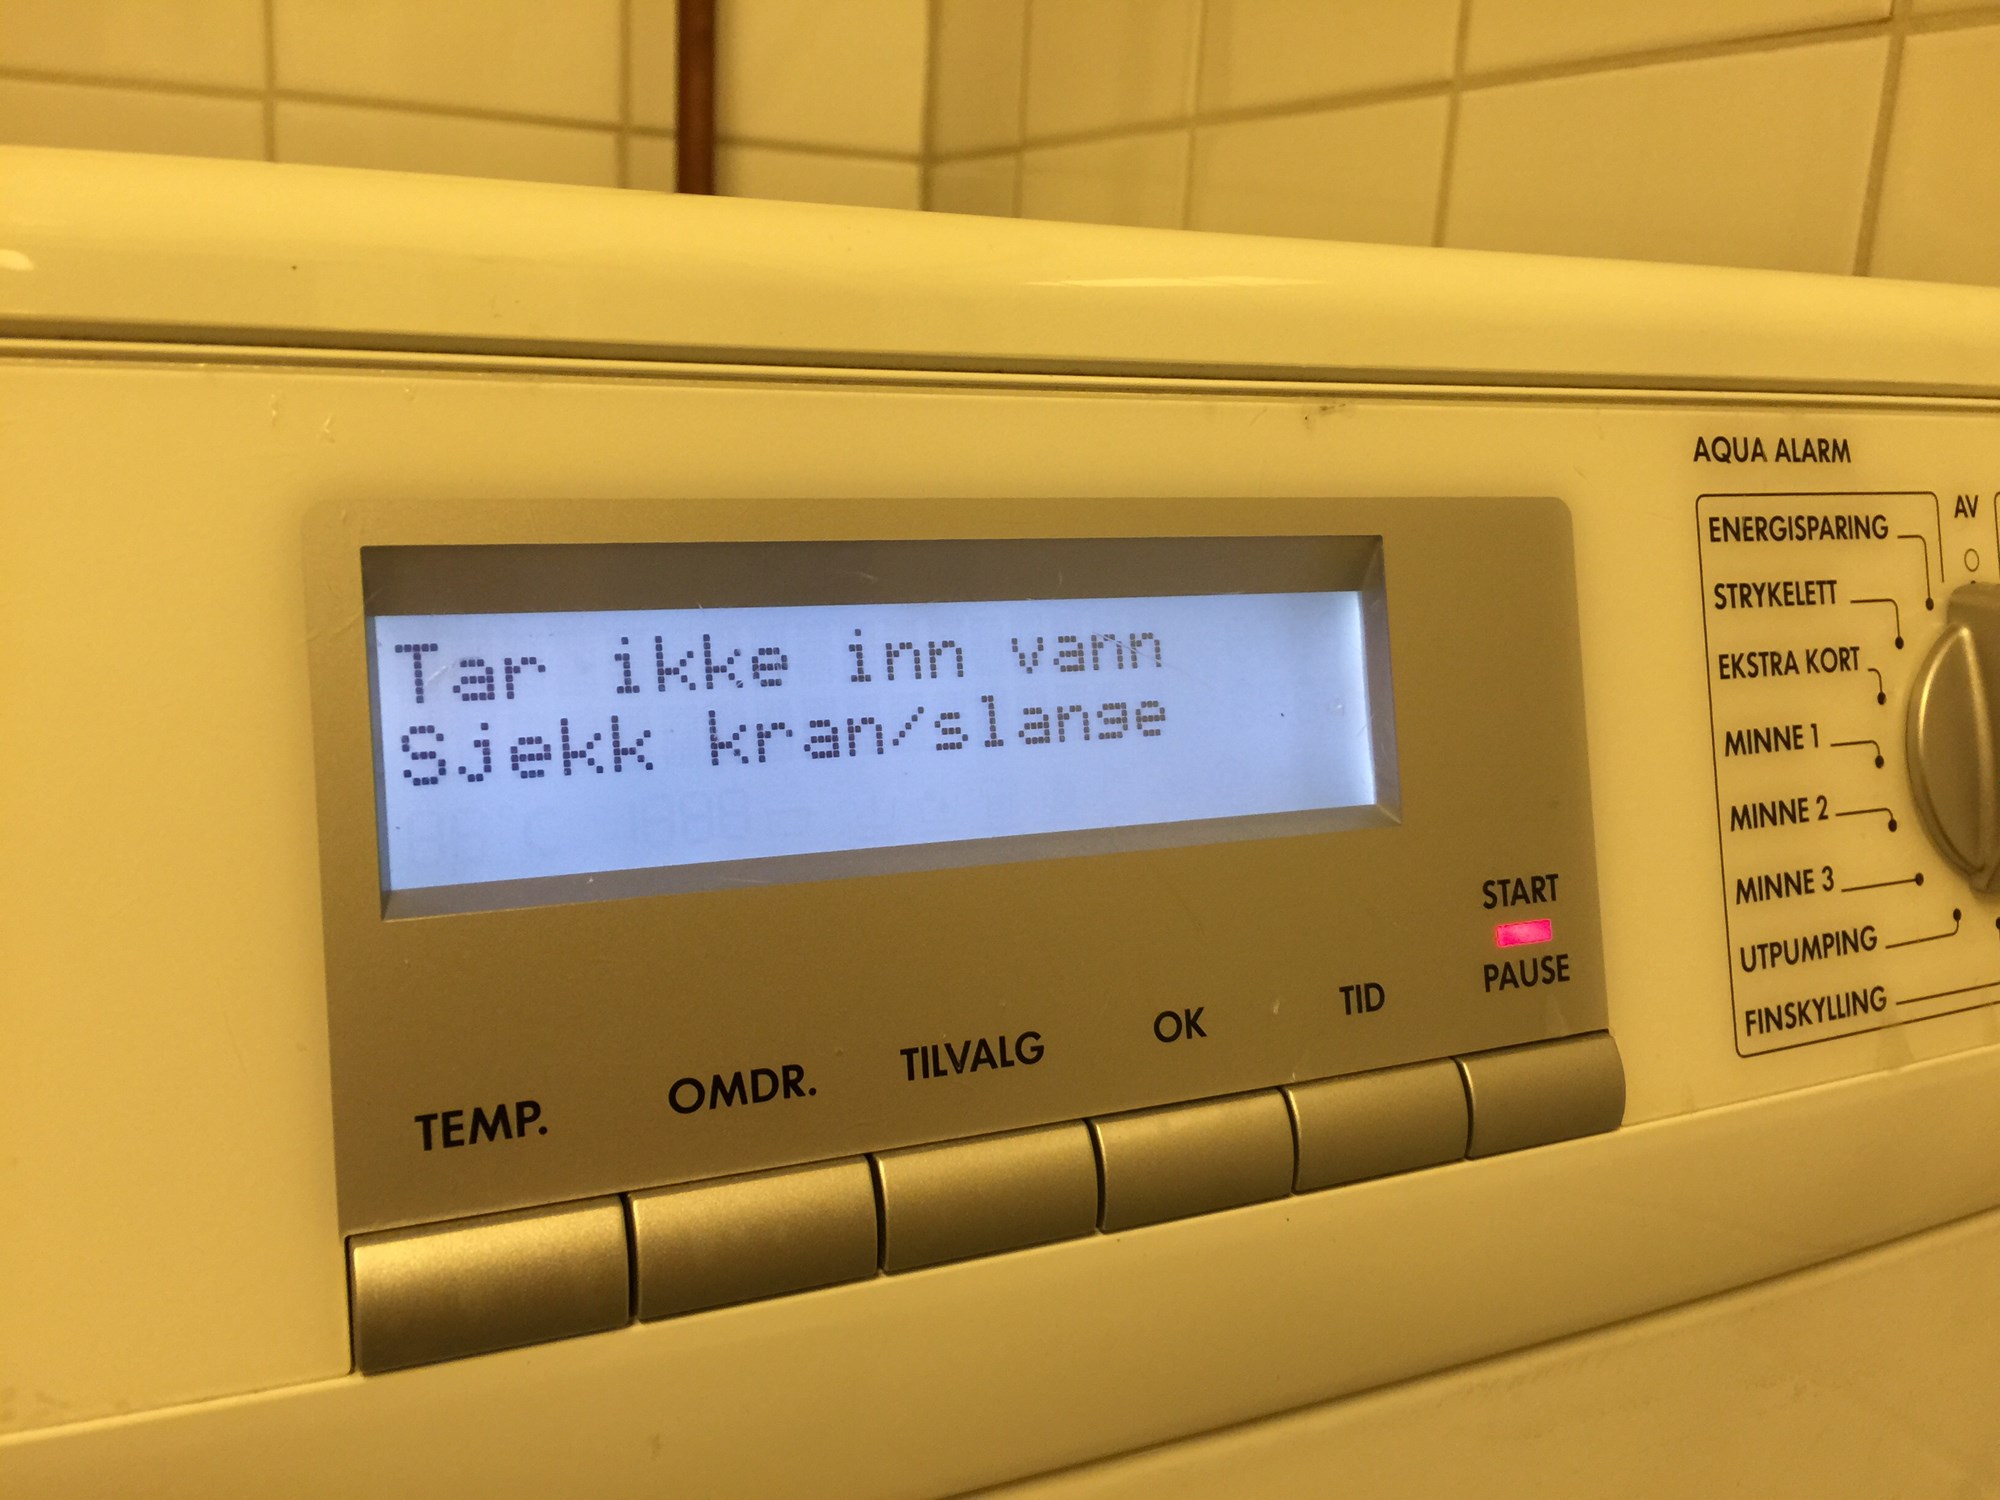 Tar ikke inn vann
Sjekk kran/slange
TEMP.
OMDR.
TILVALG
OK
TID
START
PAUSE
AQUA ALARM
AV
ENERGISPARING
STRYKELETT
EKSTRA KORT
MINNE 1
MINNE 2
MINNE 3
UTPUMPING
FINSKYLLING